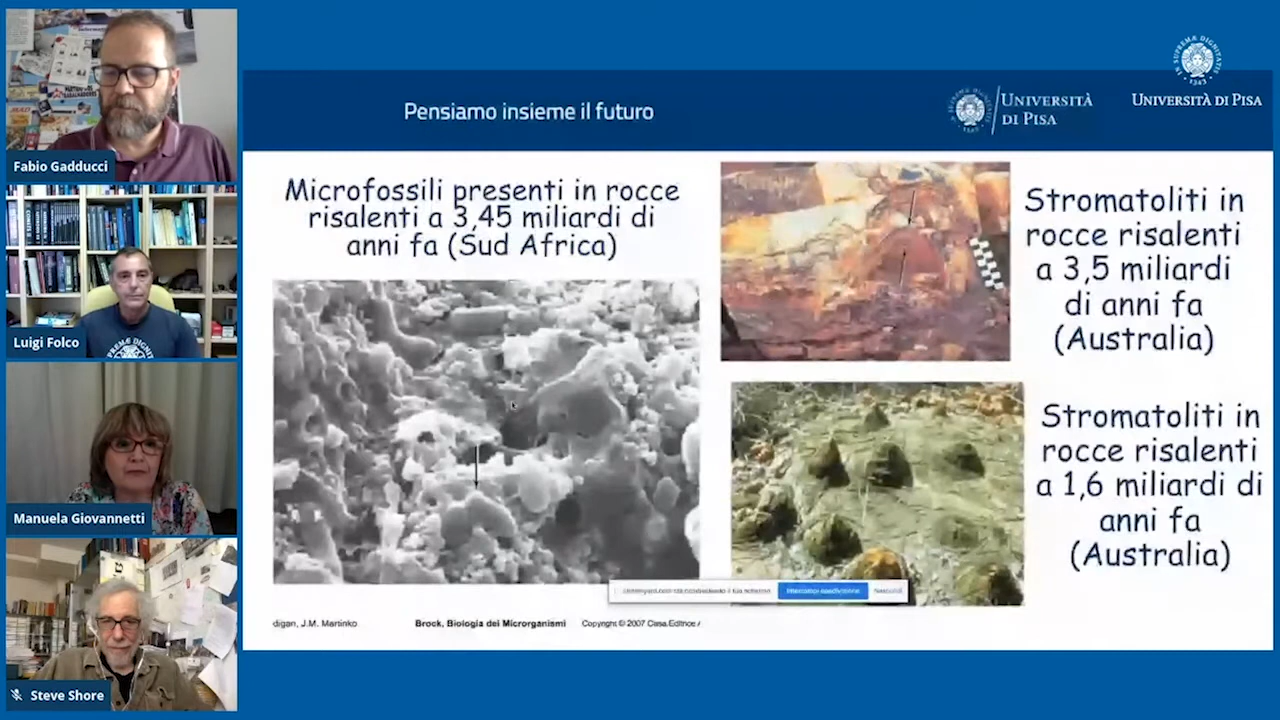 Fabio Gadducci
Luigi Folco
Manuela Giovannetti
Steve Shore
Pensiamo insieme il futuro
UNIVERSITÀ
DI PISA
UNIVERSITÀ DI PISA
Microfossili presenti in rocce
risalenti a 3,45 miliardi di
anni fa (Sud Africa)
Stromatoliti in
rocce risalenti
a 3,5 miliardi
di anni fa
(Australia)
Stromatoliti in
rocce risalenti
a 1,6 miliardi di
anni fa
(Australia)
digan, J.M. Martinko
Brock, Biologia dei Microrganismi
Copyright © 2007 Casa Editrice